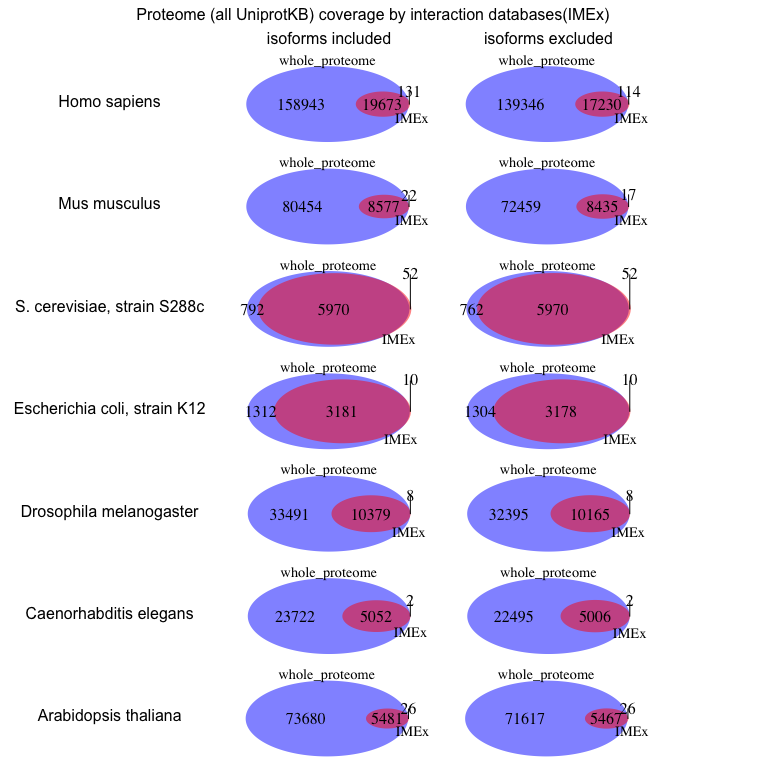 Proteome (all UniprotKB) coverage by interaction databases(IMEx)
isoforms included isoforms excluded
Homo sapiens
whole_proteome
158943 19673 131
IMEx
whole_proteome
139346 17230 114
IMEx
Mus musculus
whole_proteome
80454 8577 22
IMEx
whole_proteome
72459 8435 17
IMEx
S. cerevisiae, strain S288c
whole_proteome
792 5970 52
IMEx
whole_proteome
762 5970 52
IMEx
Escherichia coli, strain K12
whole_proteome
1312 3181 10
IMEx
whole_proteome
1304 3178 10
IMEx
Drosophila melanogaster
whole_proteome
33491 10379 8
IMEx
whole_proteome
32395 10165 8
IMEx
Caenorhabditis elegans
whole_proteome
23722 5052 2
IMEx
whole_proteome
22495 5006 2
IMEx
Arabidopsis thaliana
whole_proteome
73680 5481 26
IMEx
whole_proteome
71617 5467 26
IMEx